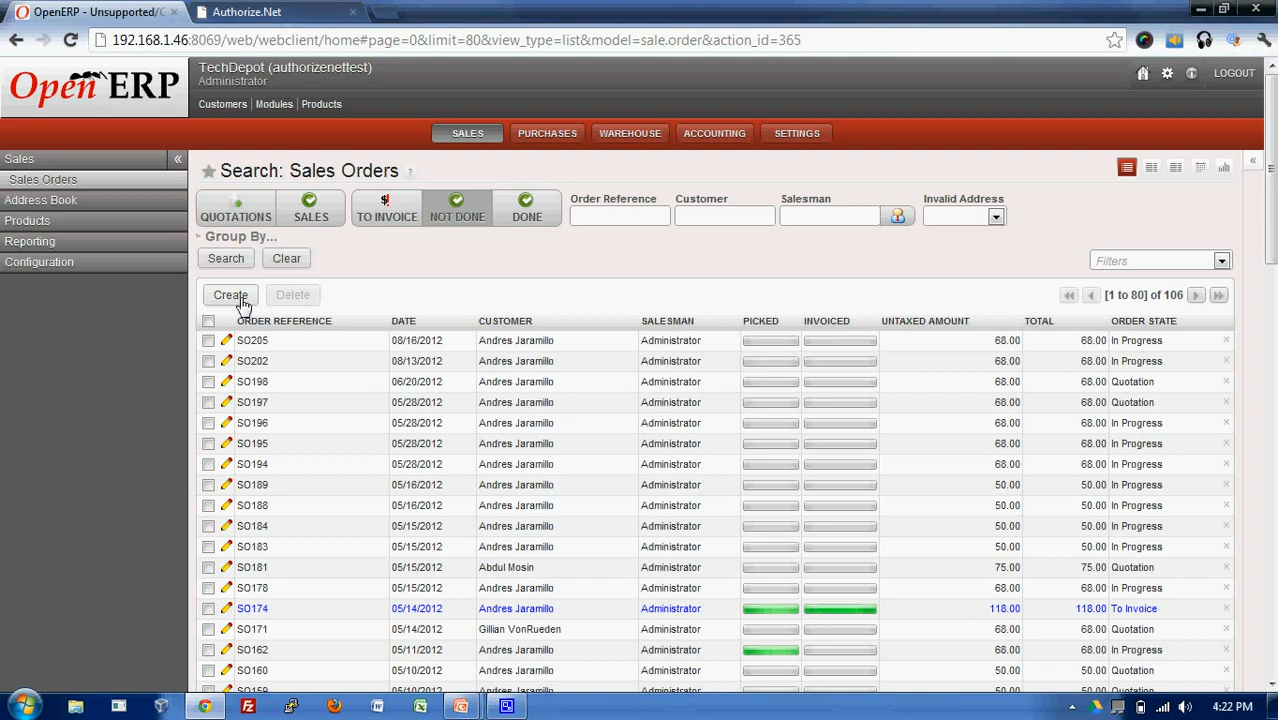 OpenERP - Unsupported/C
Authorize.Net
192.168.1.46:8069/web/webclient/home#page=0&limit=80&view_type=list&model=sale.order&action_id=365
Open ERP
TechDepot (authorizenettest)
Administrator
LOGOUT
Customers Modules Products
SALES PURCHASES WAREHOUSE ACCOUNTING SETTINGS
Sales «
Sales Orders
Address Book
Products
Reporting
Configuration
Search: Sales Orders ?
QUOTATIONS SALES TO INVOICE NOT DONE DONE
Order Reference Customer Salesman Invalid Address
Group By...
Search Clear
Filters
Create Delete
[1 to 80] of 106
ORDER REFERENCE DATE CUSTOMER SALESMAN PICKED INVOICED UNTAXED AMOUNT TOTAL ORDER STATE
SO205 08/16/2012 Andres Jaramillo Administrator 68.00 68.00 In Progress
SO202 08/13/2012 Andres Jaramillo Administrator 68.00 68.00 In Progress
SO198 06/20/2012 Andres Jaramillo Administrator 68.00 68.00 Quotation
SO197 05/28/2012 Andres Jaramillo Administrator 68.00 68.00 Quotation
SO196 05/28/2012 Andres Jaramillo Administrator 68.00 68.00 In Progress
SO195 05/28/2012 Andres Jaramillo Administrator 68.00 68.00 In Progress
SO194 05/28/2012 Andres Jaramillo Administrator 68.00 68.00 In Progress
SO189 05/16/2012 Andres Jaramillo Administrator 50.00 50.00 In Progress
SO188 05/16/2012 Andres Jaramillo Administrator 50.00 50.00 In Progress
SO184 05/15/2012 Andres Jaramillo Administrator 50.00 50.00 In Progress
SO183 05/15/2012 Andres Jaramillo Administrator 50.00 50.00 In Progress
SO181 05/15/2012 Abdul Mosin Administrator 75.00 75.00 Quotation
SO178 05/15/2012 Andres Jaramillo Administrator 68.00 68.00 In Progress
SO174 05/14/2012 Andres Jaramillo Administrator 118.00 118.00 To Invoice
SO171 05/14/2012 Gillian VonRueden Administrator 68.00 68.00 Quotation
SO162 05/11/2012 Andres Jaramillo Administrator 68.00 68.00 In Progress
SO160 05/10/2012 Andres Jaramillo Administrator 50.00 50.00 Quotation
SO159 05/10/2012 Andres Jaramillo Administrator 50.00 50.00 Quotation
4:22 PM